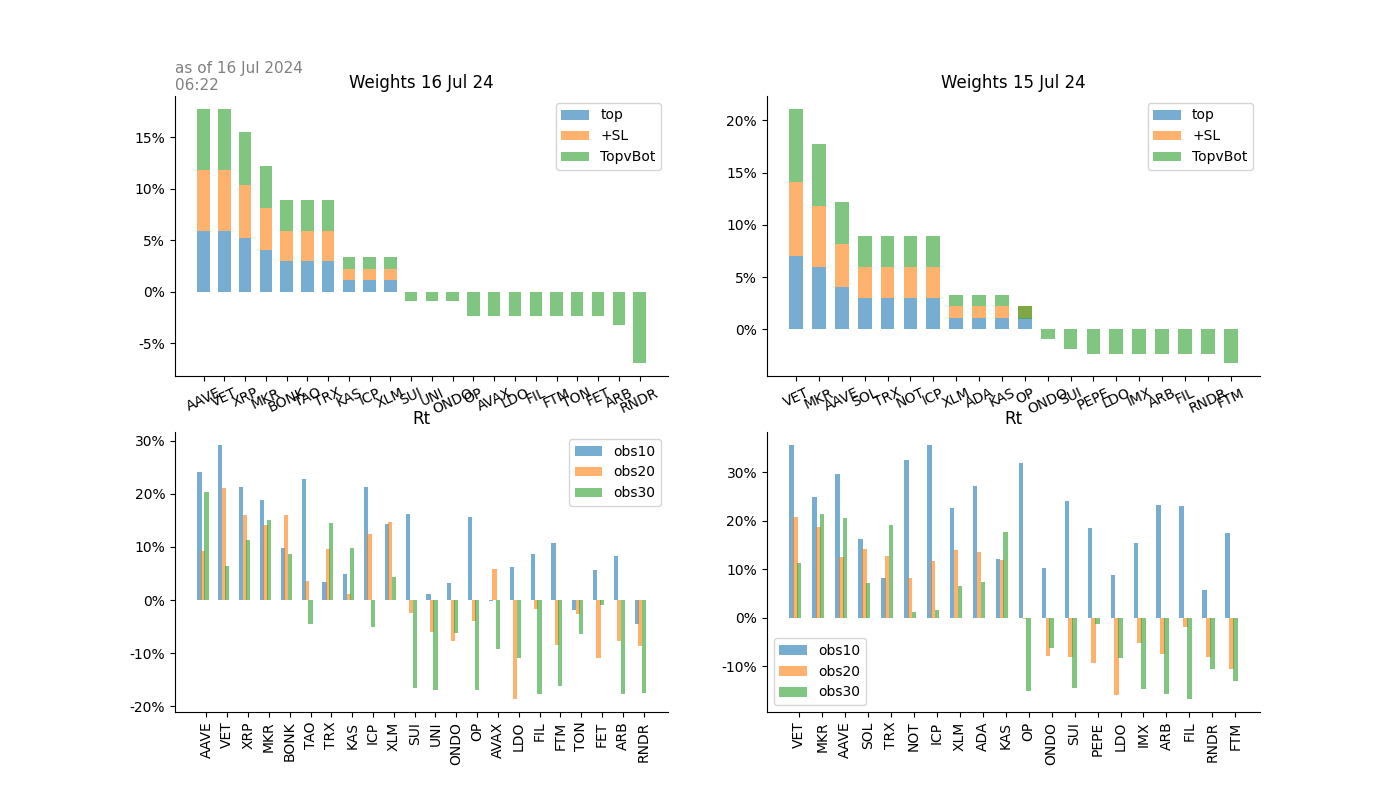 as of 16 Jul 2024
06:22
Weights 16 Jul 24
15%
10%
5%
0%
-5%
top
+SL
TopvBot
AAVE VET XRP MKR BONK TAO TRX KAS ICP XLM SUI UNI ONDO OP AVAX LDO FIL FTM TON FET ARB RNDR
Weights 15 Jul 24
20%
15%
10%
5%
0%
top
+SL
TopvBot
VET MKR AAVE SOL TRX NOT ICP XLM ADA KAS OP ONDO SUI PEPE LDO IMX ARB FIL RNDR FTM
Rt
30%
20%
10%
0%
-10%
-20%
obs10
obs20
obs30
AAVE VET XRP MKR BONK TAO TRX KAS ICP XLM SUI UNI ONDO OP AVAX LDO FIL FTM TON FET ARB RNDR
Rt
30%
20%
10%
0%
-10%
obs10
obs20
obs30
VET MKR AAVE SOL TRX NOT ICP XLM ADA KAS OP ONDO SUI PEPE LDO IMX ARB FIL RNDR FTM